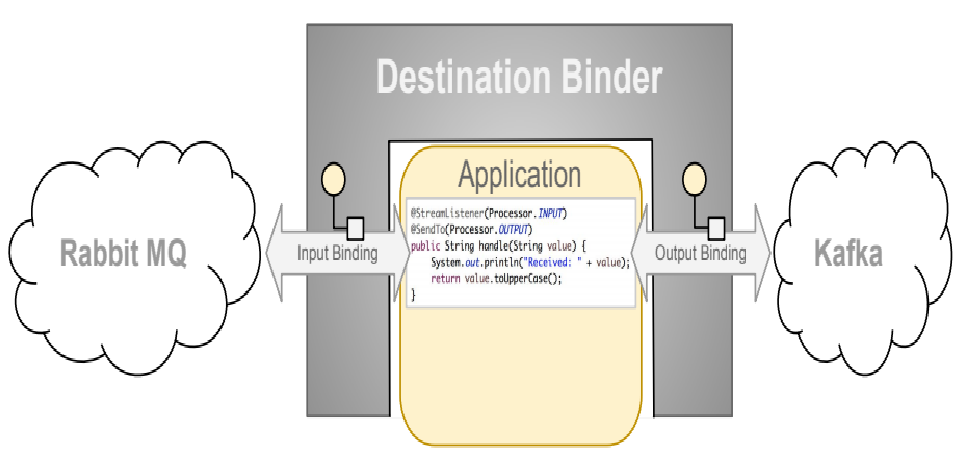 Destination Binder
Application
@StreamListener(Processor.INPUT)
@SendTo(Processor.OUTPUT)
public String handle(String value) {
System.out.println("Received: " + value);
return value.toUpperCase();
}
Rabbit MQ
Input Binding
Output Binding
Kafka